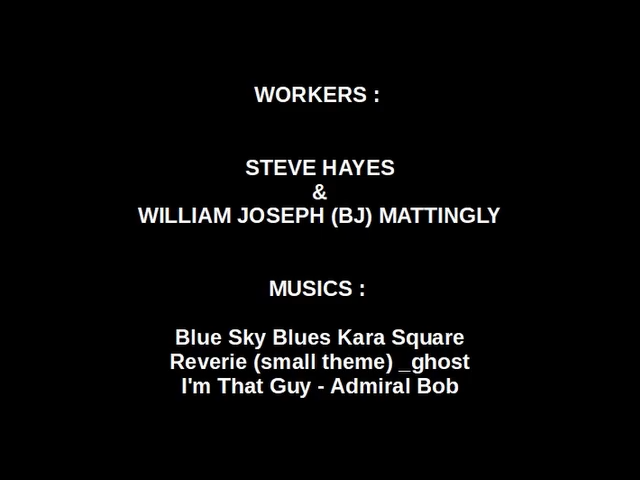 WORKERS :
STEVE HAYES
&
WILLIAM JOSEPH (BJ) MATTINGLY
MUSICS :
Blue Sky Blues Kara Square
Reverie (small theme) _ghost
I'm That Guy - Admiral Bob